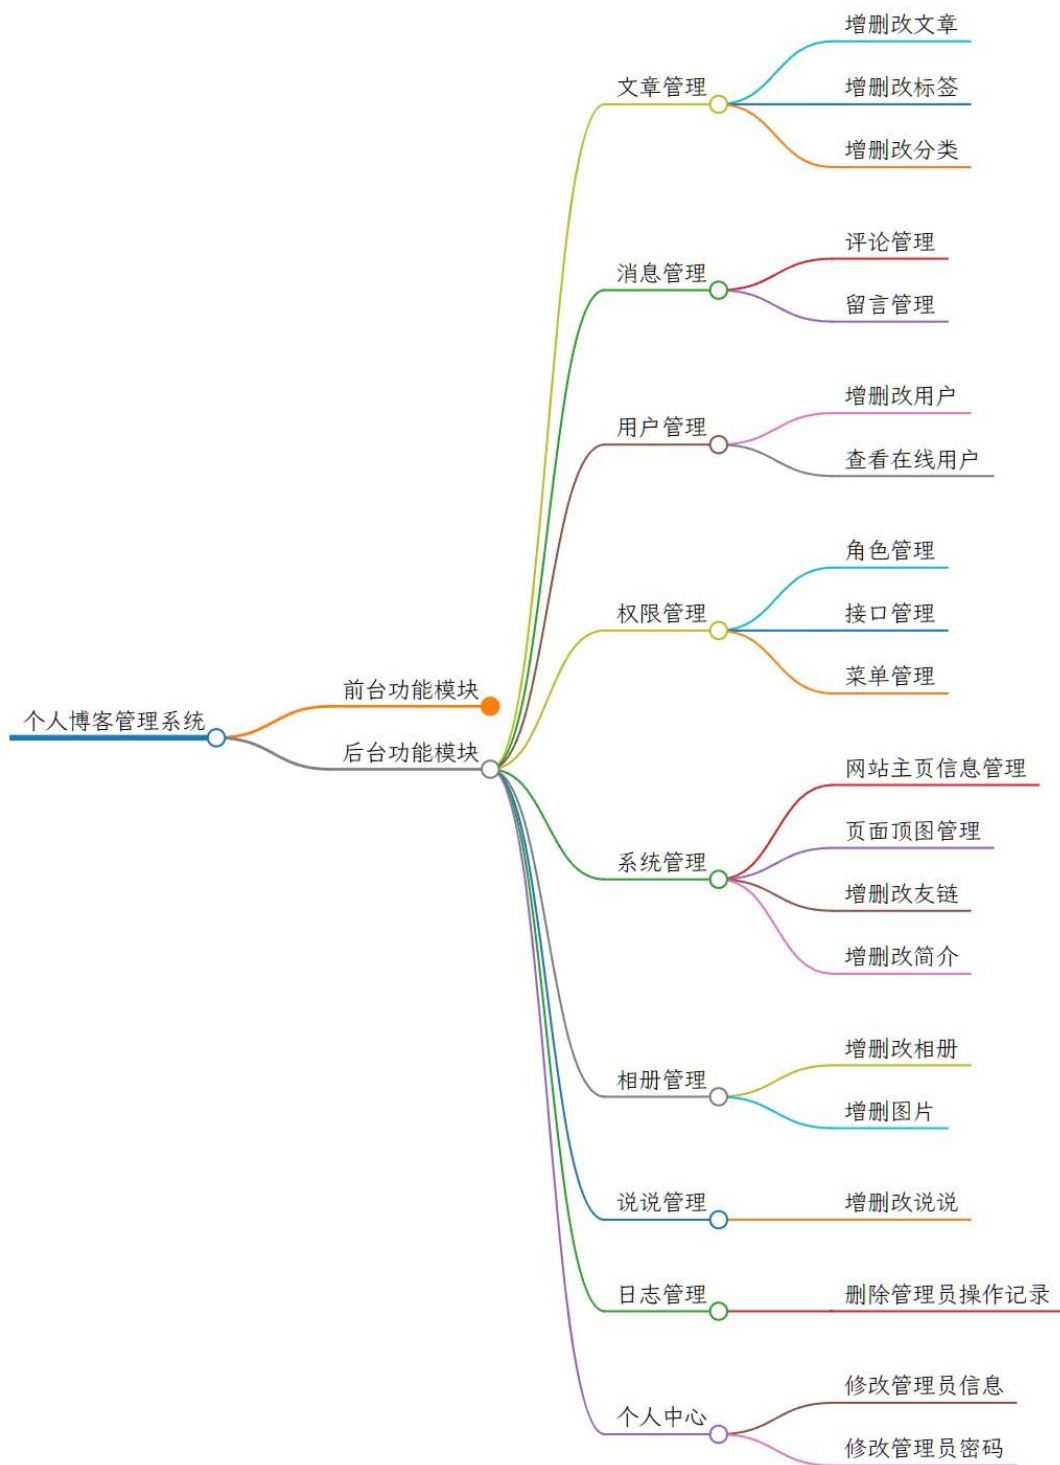 个人博客管理系统
前台功能模块
后台功能模块
文章管理
增删改文章
增删改标签
增删改分类
消息管理
评论管理
留言管理
用户管理
增删改用户
查看在线用户
权限管理
角色管理
接口管理
菜单管理
系统管理
网站主页信息管理
页面顶图管理
增删改友链
增删改简介
相册管理
增删改相册
增删图片
说说管理
增删改说说
日志管理
删除管理员操作记录
个人中心
修改管理员信息
修改管理员密码